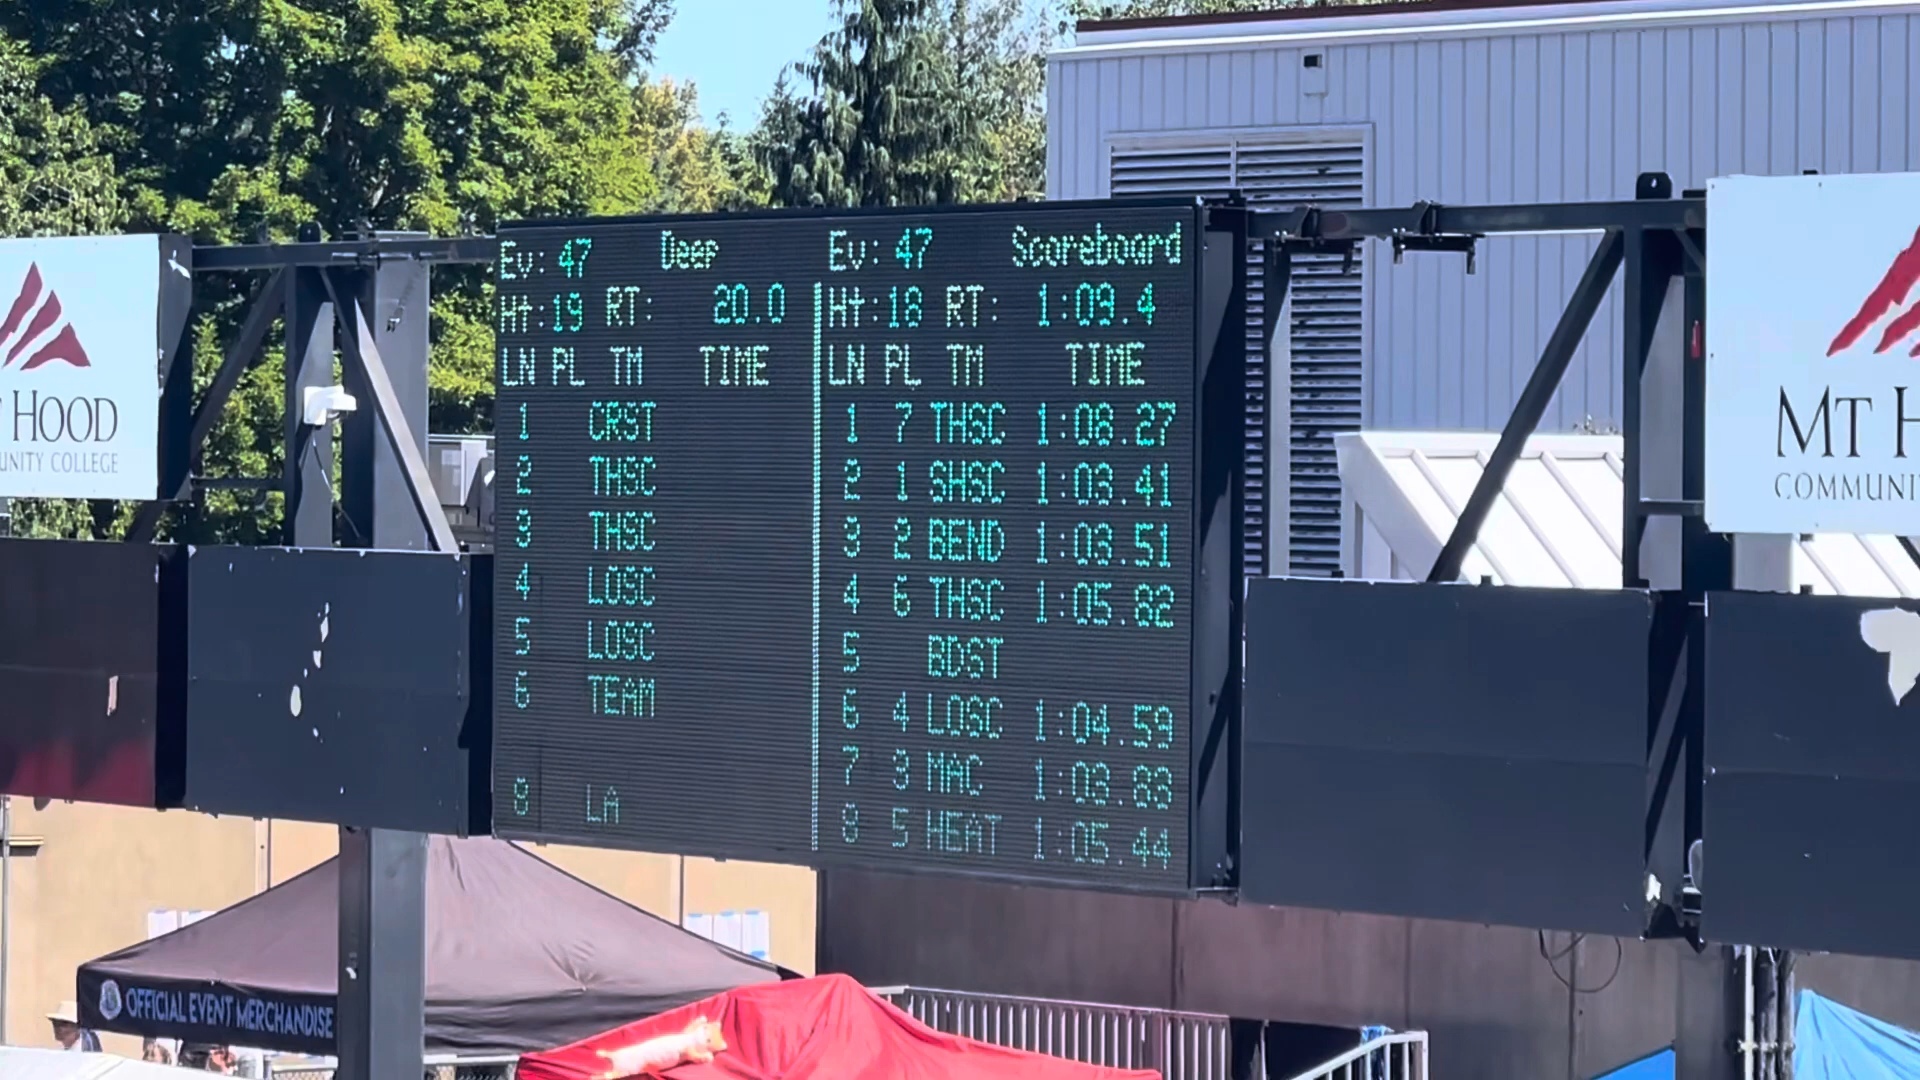 HOOD
UNITY COLLEGE
Ev: 47 Deep
Ht:19 RT: 20.0
LN PL TM TIME
1 CRST
2 THSC
3 THSC
4 LOSC
5 LOSC
6 TEAM
8 LA
Ev: 47 Scoreboard
Ht:18 RT: 1:09.4
LN PL TM TIME
1 7 THSC 1:08.27
2 1 SHSC 1:03.41
3 2 BEND 1:03.51
4 6 THSC 1:05.82
5 BDST
6 4 LOSC 1:04.59
7 3 MAC 1:03.83
8 5 HEAT 1:05.44
MT H
COMMUNI
OFFICIAL EVENT MERCHANDISE